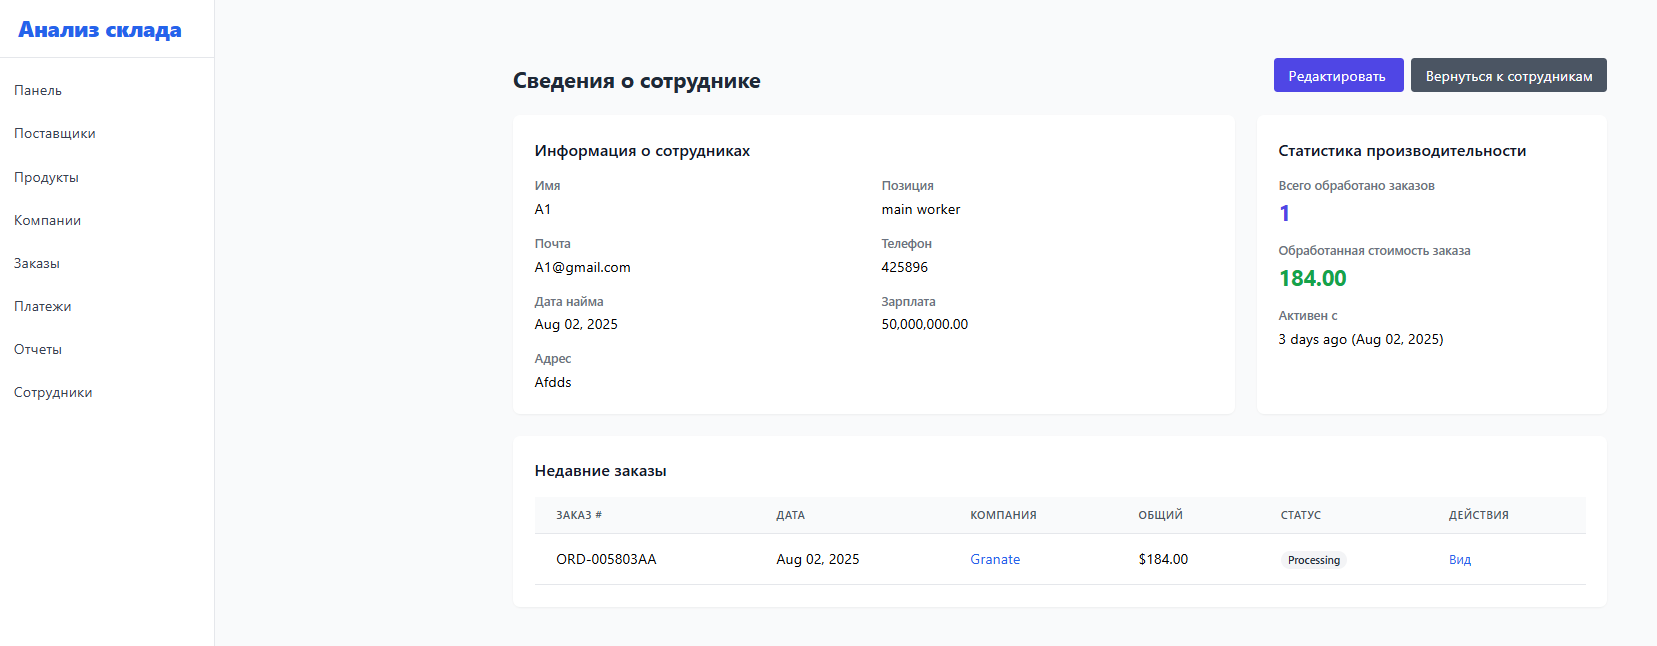 Анализ склада
Панель
Поставщики
Продукты
Компании
Заказы
Платежи
Отчеты
Сотрудники
Сведения о сотруднике
Редактировать
Вернуться к сотрудникам
Информация о сотрудниках
Имя
A1
Позиция
main worker
Почта
A1@gmail.com
Телефон
425896
Дата найма
Aug 02, 2025
Зарплата
50,000,000.00
Адрес
Afdds
Статистика производительности
Всего обработано заказов
1
Обработанная стоимость заказа
184.00
Активен с
3 days ago (Aug 02, 2025)
Недавние заказы
ЗАКАЗ # ДАТА КОМПАНИЯ ОБЩИЙ СТАТУС ДЕЙСТВИЯ
ORD-005803AA Aug 02, 2025 Granate $184.00 Processing Вид